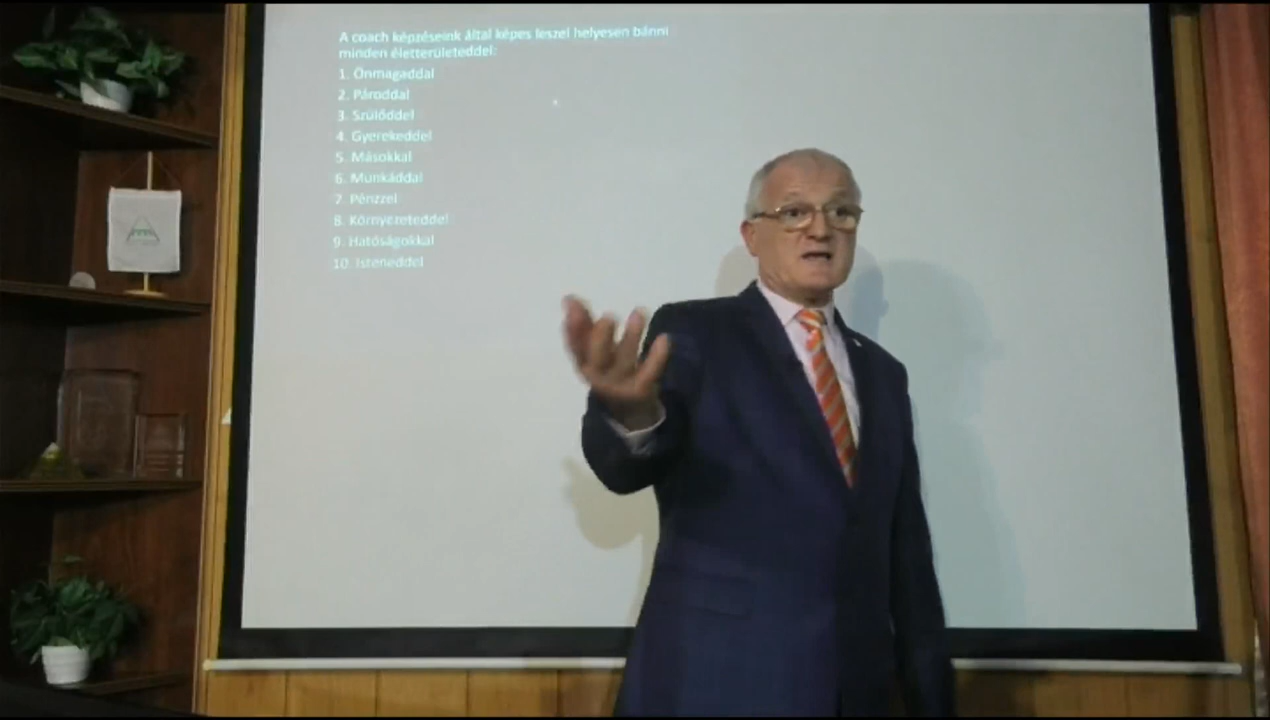 A coach képzéseink által képes leszel helyesen bánni
minden életterületeddel:
1. Önmagaddal
2. Pároddal
3. Szülőddel
4. Gyerekeddel
5. Másokkal
6. Munkáddal
7. Pénzzel
8. Környezeteddel
9. Hatóságokkal
10. Isteneddel